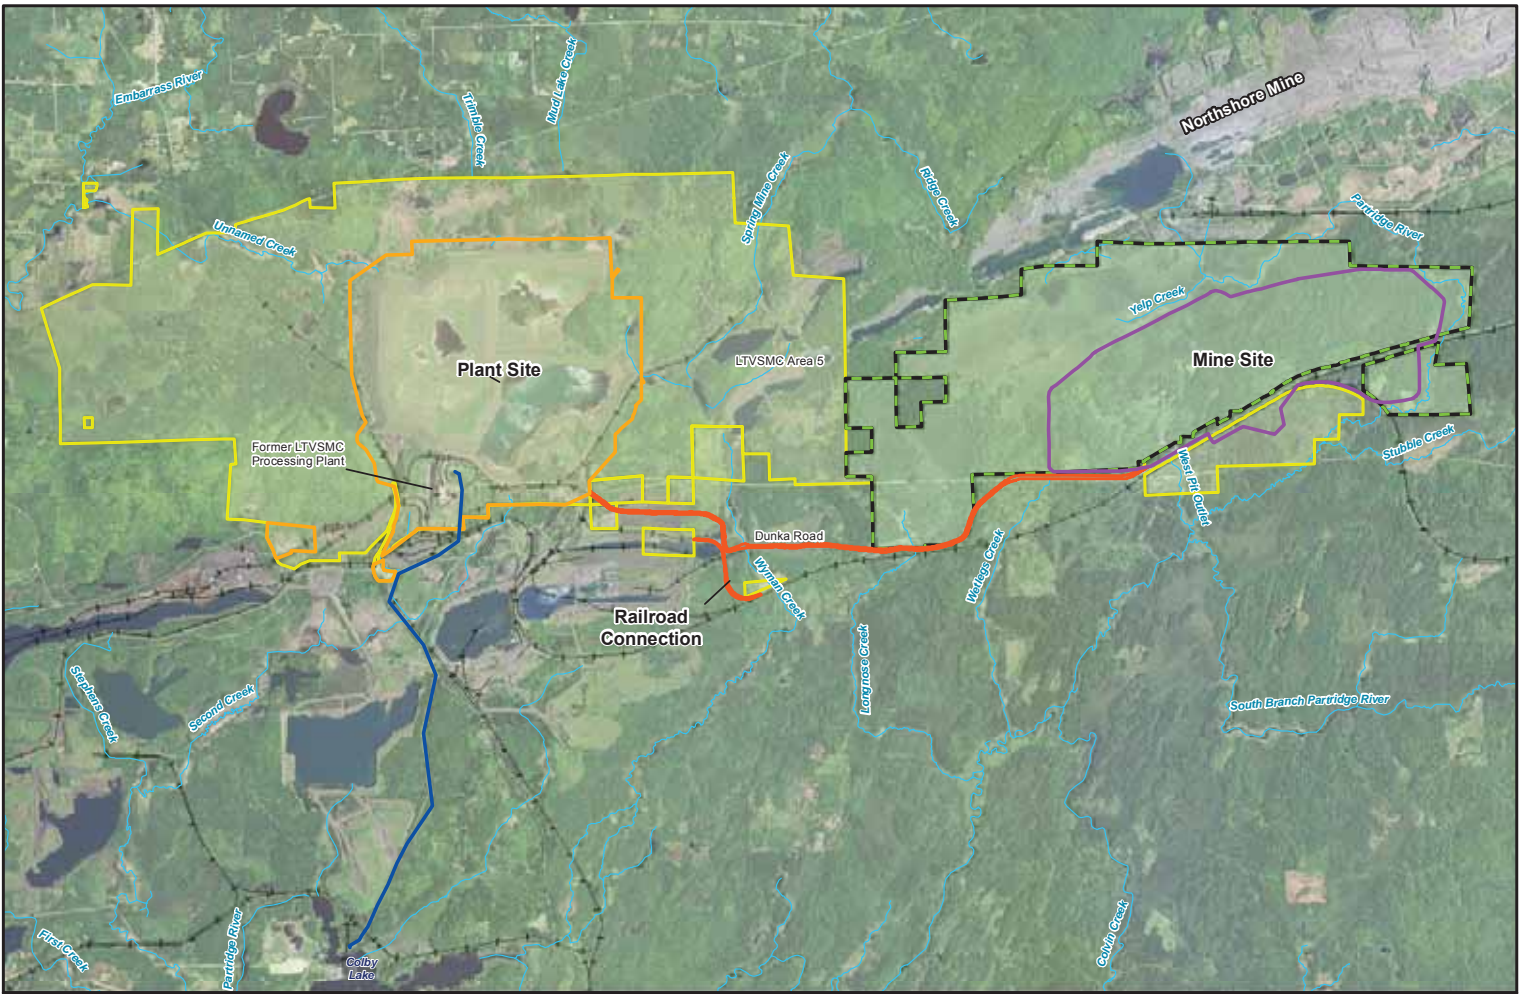 Embarrass River
Trimble Creek
Mud Lake Creek
Northshore Mine
Spring Mine Creek
Ridge Creek
Partridge River
Unnamed Creek
Yelp Creek
Plant Site
LTVSMC Area 5
Mine Site
Former LTVSMC
Processing Plant
Stubble Creek
West Pit Outlet
Dunka Road
Wyman Creek
Wetlegs Creek
Railroad
Connection
Longnose Creek
Stephens Creek
Second Creek
South Branch Partridge River
First Creek
Partridge River
Colby
Lake
Colvin Creek